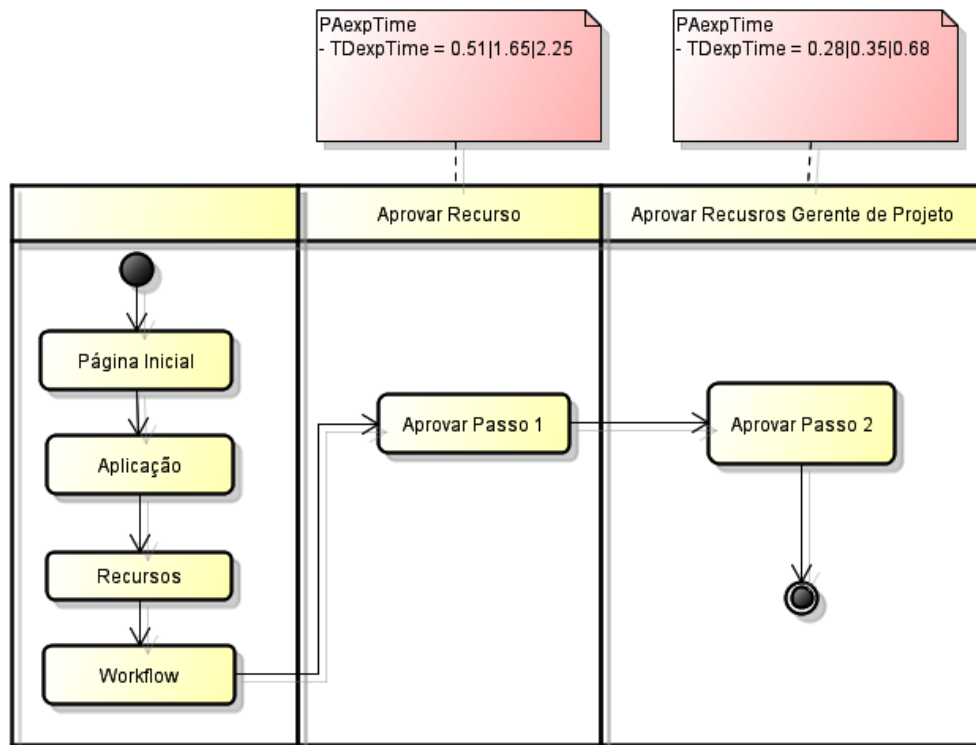 PAexpTime
- TDexpTime = 0.51|1.65|2.25
PAexpTime
- TDexpTime = 0.28|0.35|0.68
Aprovar Recurso
Aprovar Recusros Gerente de Projeto
Página Inicial
Aplicação
Recursos
Workflow
Aprovar Passo 1
Aprovar Passo 2